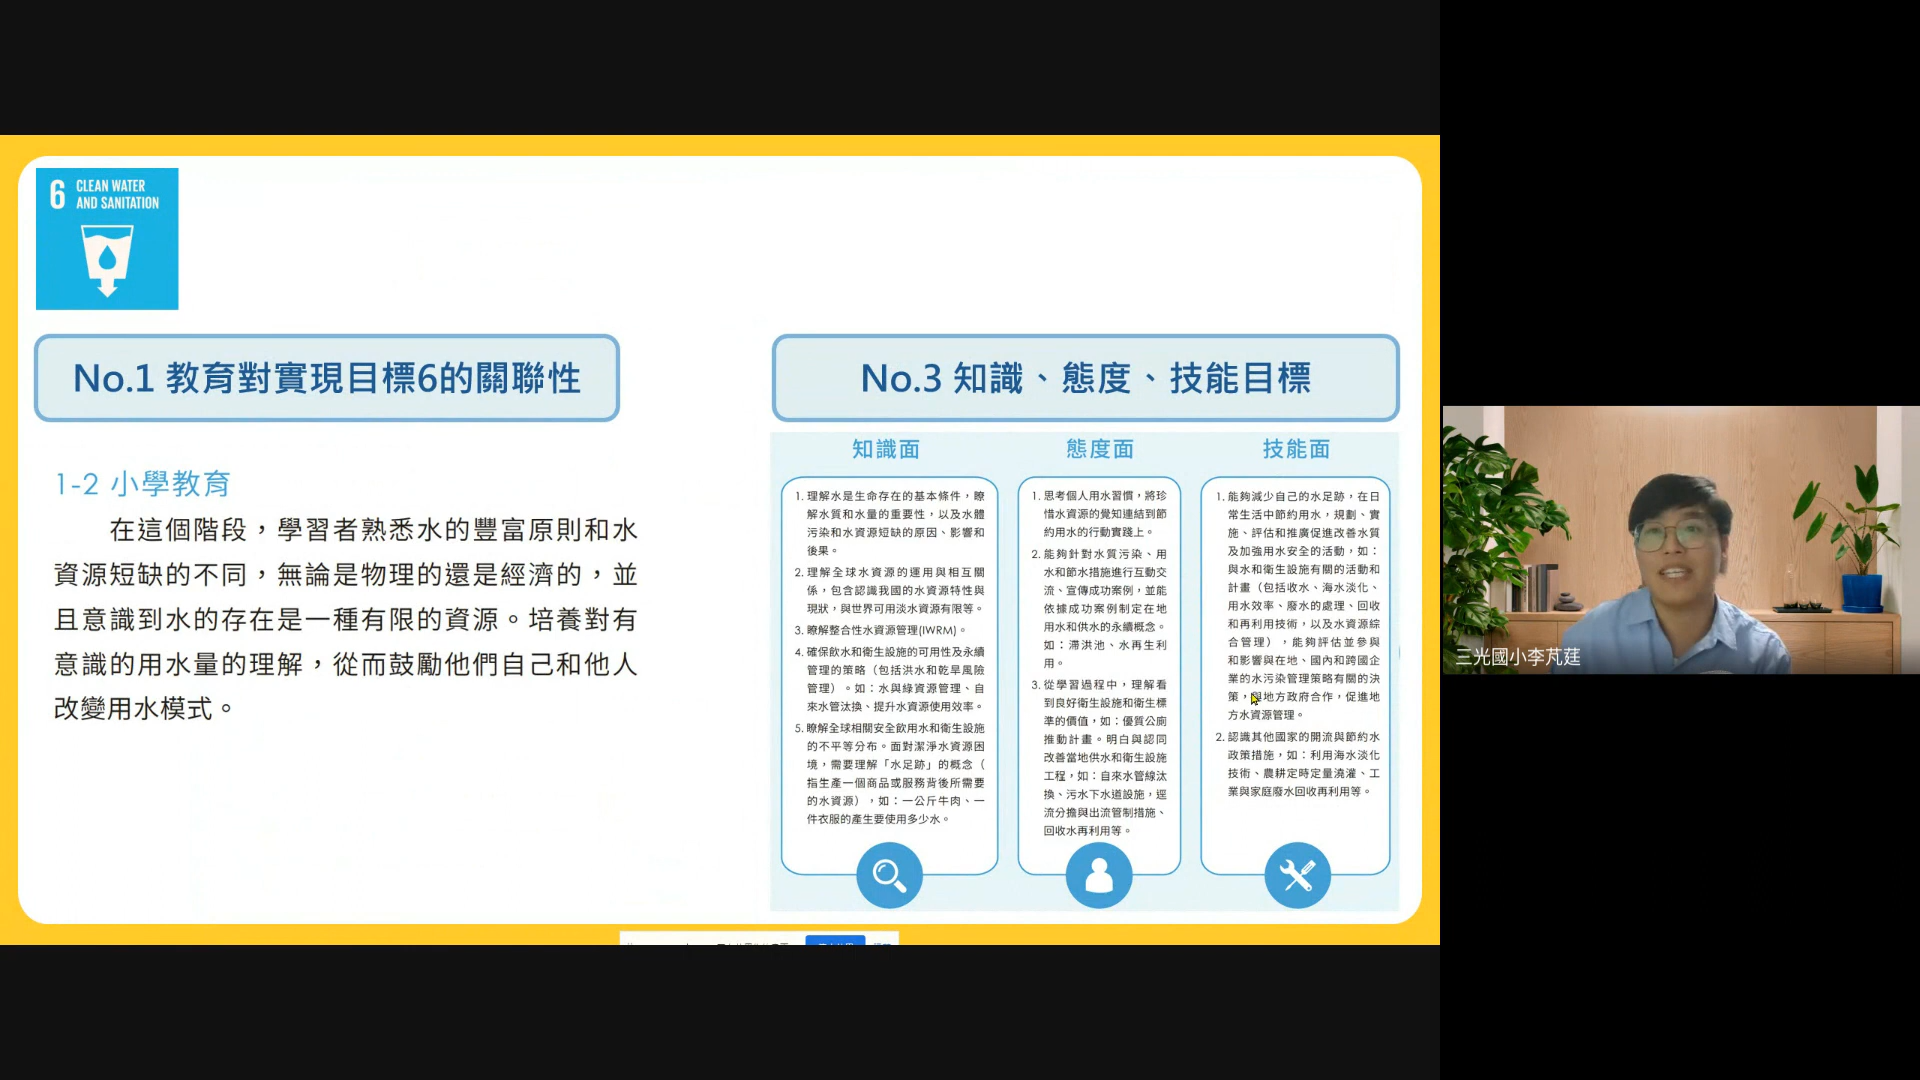 6 CLEAN WATER
AND SANITATION
No.1 教育對實現目標6的關聯性
1-2 小學教育
在這個階段，學習者熟悉水的豐富原則和水
資源短缺的不同，無論是物理的還是經濟的，並
且意識到水的存在是一種有限的資源。培養對有
意識的用水量的理解，從而鼓勵他們自己和他人
改變用水模式。
No.3 知識、態度、技能目標
知識面
1. 理解水是生命存在的基本條件，瞭
解水質和水量的重要性，以及水體
污染和水資源短缺的原因、影響和
後果。
2. 理解全球水資源的運用與相互關
係，包含認識我國的水資源特性與
現狀，與世界可用淡水資源有限等。
3. 瞭解整合性水資源管理(IWRM)。
4. 確保飲水和衛生設施的可用性及永續
管理的策略（包括洪水和乾旱風險
管理）。如：水與綠資源管理、自
來水管汰換、提升水資源使用效率。
5. 瞭解全球相關安全飲用水和衛生設施
的不平等分布。面對潔淨水資源困
境，需要理解「水足跡」的概念（
指生產一個商品或服務背後所需要
的水資源），如：一公斤牛肉、一
件衣服的產生要使用多少水。
態度面
1. 思考個人用水習慣，將珍
惜水資源的覺知連結到節
約用水的行動實踐上。
2. 能夠針對水質污染、用
水和節水措施進行互動交
流、宣傳成功案例，並能
依據成功案例制定在地
用水和供水的永續概念。
如：滯洪池、水再生利
用。
3. 從學習過程中，理解看
到良好衛生設施和衛生標
準的價值，如：優質公廁
推動計畫。明白與認同
改善當地供水和衛生設施
工程，如：自來水管線汰
換、污水下水道設施，逕
流分擔與出流管制措施、
回收水再利用等。
技能面
1. 能夠減少自己的水足跡，在日
常生活中節約用水，規劃、實
施、評估和推廣促進改善水質
及加強用水安全的活動，如：
與水和衛生設施有關的活動和
計畫（包括收水、海水淡化、
用水效率、廢水的處理、回收
和再利用技術，以及水資源綜
合管理），能夠評估並參與
和影響與在地、國內和跨國企
業的水污染管理策略有關的決
策，與地方政府合作，促進地
方水資源管理。
2. 認識其他國家的開流與節約水
政策措施，如：利用海水淡化
技術、農耕定時定量澆灌、工
業與家庭廢水回收再利用等。
三光國小李芃莛